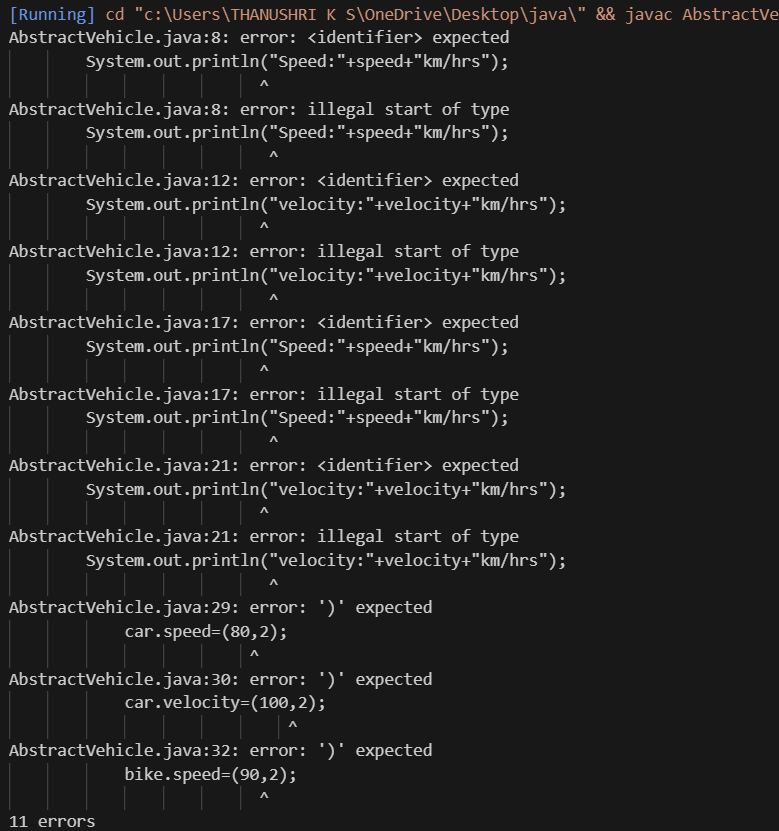 [Running] cd "c:\Users\THANUSHRI K S\OneDrive\Desktop\java\" && javac AbstractVe
AbstractVehicle.java:8: error: <identifier> expected
System.out.println("Speed:"+speed+"km/hrs");
^
AbstractVehicle.java:8: error: illegal start of type
System.out.println("Speed:"+speed+"km/hrs");
^
AbstractVehicle.java:12: error: <identifier> expected
System.out.println("velocity:"+velocity+"km/hrs");
^
AbstractVehicle.java:12: error: illegal start of type
System.out.println("velocity:"+velocity+"km/hrs");
^
AbstractVehicle.java:17: error: <identifier> expected
System.out.println("Speed:"+speed+"km/hrs");
^
AbstractVehicle.java:17: error: illegal start of type
System.out.println("Speed:"+speed+"km/hrs");
^
AbstractVehicle.java:21: error: <identifier> expected
System.out.println("velocity:"+velocity+"km/hrs");
^
AbstractVehicle.java:21: error: illegal start of type
System.out.println("velocity:"+velocity+"km/hrs");
^
AbstractVehicle.java:29: error: ')' expected
car.speed=(80,2);
^
AbstractVehicle.java:30: error: ')' expected
car.velocity=(100,2);
^
AbstractVehicle.java:32: error: ')' expected
bike.speed=(90,2);
^
11 errors